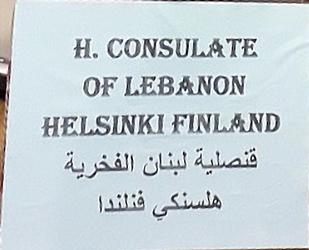 H. CONSULATE
OF LEBANON
HELSINKI FINLAND
قنصلية لبنان الفخرية
هلسنكي فنلندا